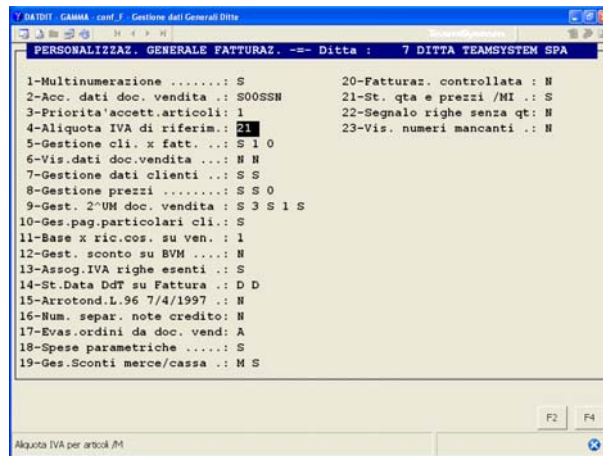 DATDIT - GAMMA - conf_F - Gestione dati Generali Ditte
TeamSystem
PERSONALIZZAZ. GENERALE FATTURAZ. -=- Ditta : 7 DITTA TEAMSYSTEM SPA
1-Multinumerazione .......: S
2-Acc. dati doc. vendita .: S00SSN
3-Priorita'accett.articoli: 1
4-Aliquota IVA di riferim.: 21
5-Gestione cli. x fatt. ..: S 1 0
6-Vis.dati doc.vendita ...: N N
7-Gestione dati clienti ..: S S
8-Gestione prezzi ........: S S 0
9-Gest. 2^UM doc. vendita : S 3 S 1 S
10-Ges.pag.particolari cli.: S
11-Base x ric.cos. su ven. : 1
12-Gest. sconto su BVM ....: N
13-Assog.IVA righe esenti .: S
14-St.Data DdT su Fattura .: D D
15-Arrotond.L.96 7/4/1997 .: N
16-Num. separ. note credito: N
17-Evas.ordini da doc. vend: A
18-Spese parametriche .....: S
19-Ges.Sconti merce/cassa .: M S
20-Fatturaz. controllata : N
21-St. qta e prezzi /MI .: S
22-Segnalo righe senza qt: N
23-Vis. numeri mancanti .: N
F2 F4
Aliquota IVA per articoli /M